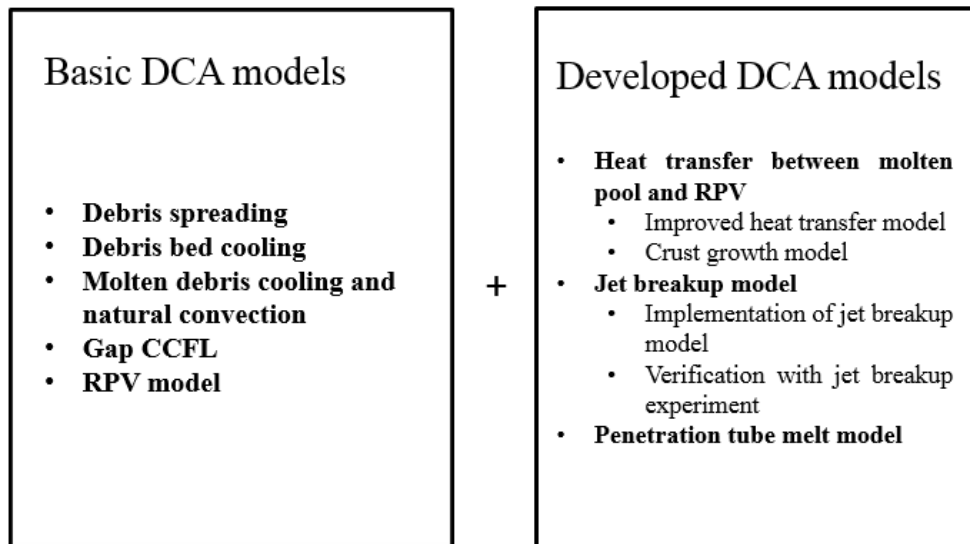 Basic DCA models
• Debris spreading
• Debris bed cooling
• Molten debris cooling and
natural convection
• Gap CCFL
• RPV model
+
Developed DCA models
• Heat transfer between molten
pool and RPV
• Improved heat transfer model
• Crust growth model
• Jet breakup model
• Implementation of jet breakup
model
• Verification with jet breakup
experiment
• Penetration tube melt model